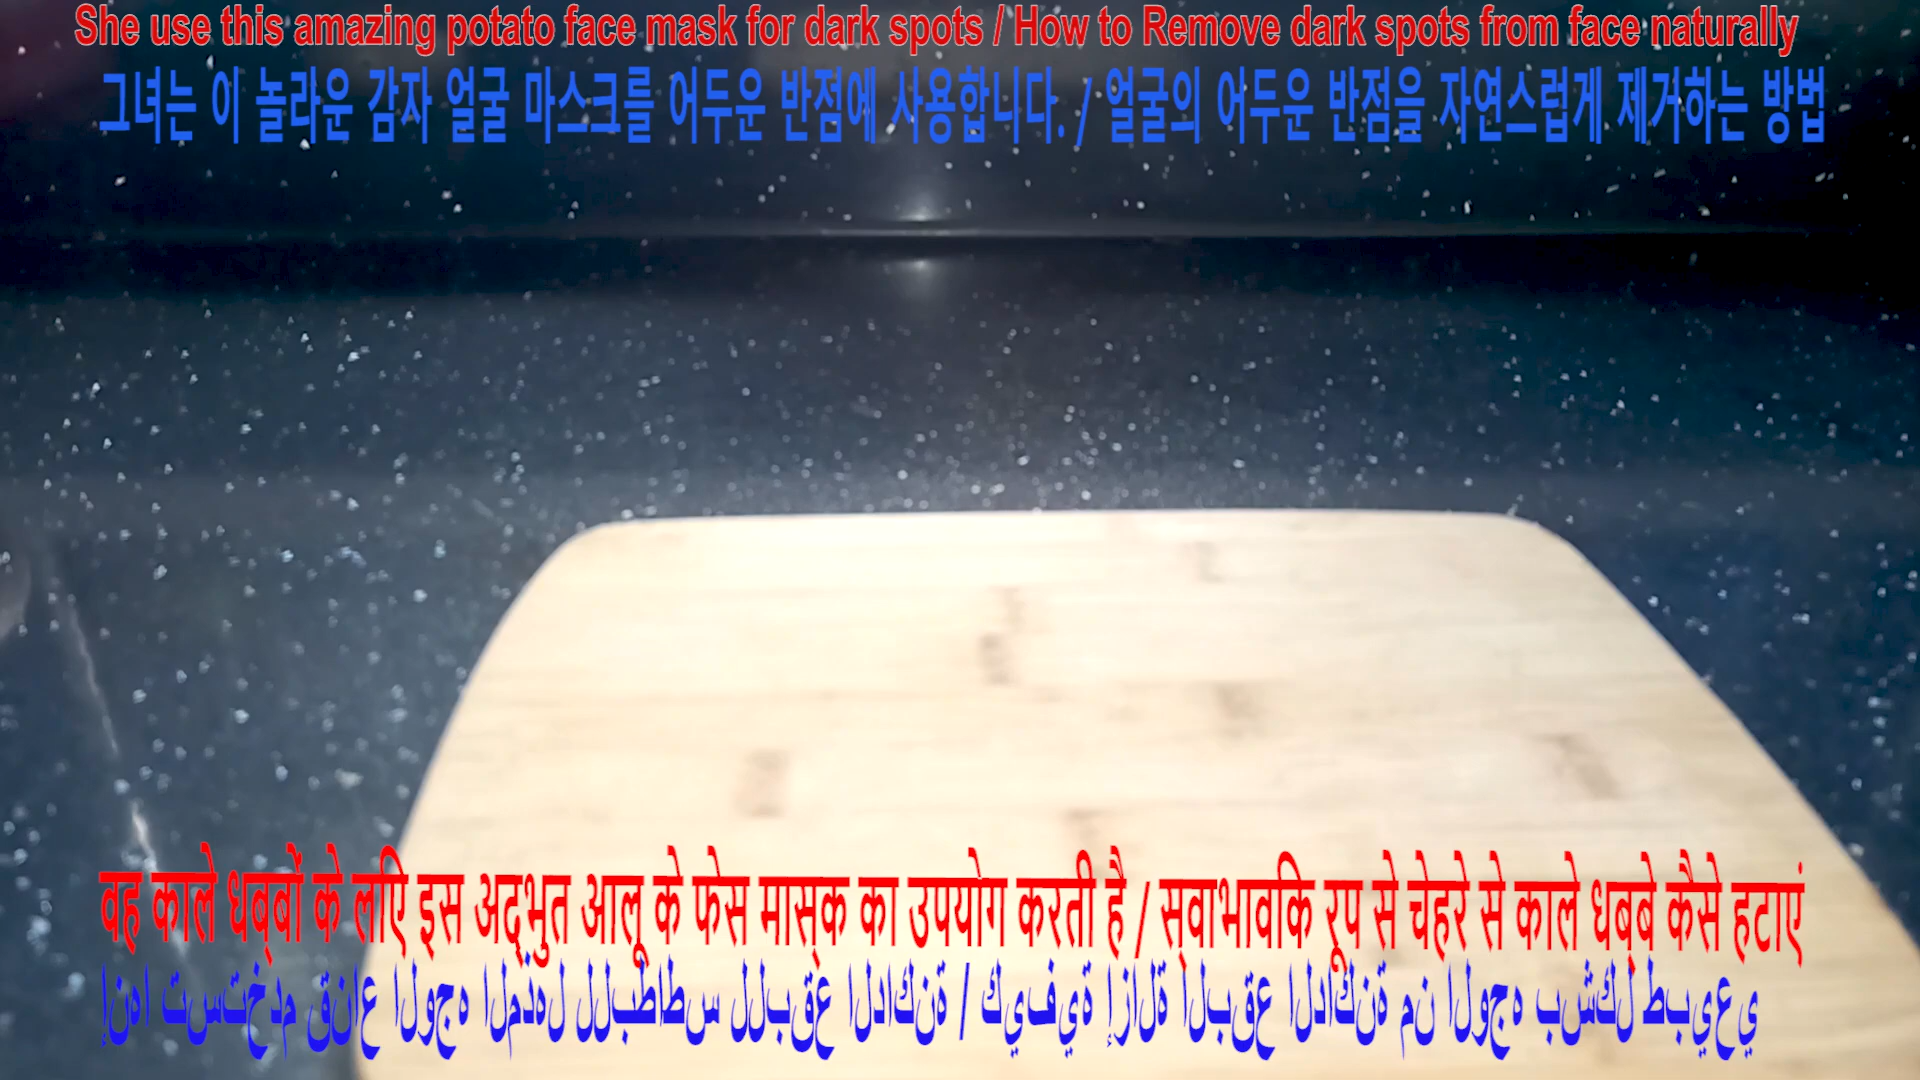 She use this amazing potato face mask for dark spots / How to Remove dark spots from face naturally
그녀는 이 놀라운 감자 얼굴 마스크를 어두운 반점에 사용합니다. / 얼굴의 어두운 반점을 자연스럽게 제거하는 방법
वह काले धब्बों के लिए इस अद्भुत आलू के फेस मास्क का उपयोग करती है / स्वाभाविक रूप से चेहरे से काले धब्बे कैसे हटाएं
إنها تستخدم قناع الوجه المذهل للبطاطس للبقع الداكنة / كيفية إزالة البقع الداكنة من الوجه بشكل طبيعي